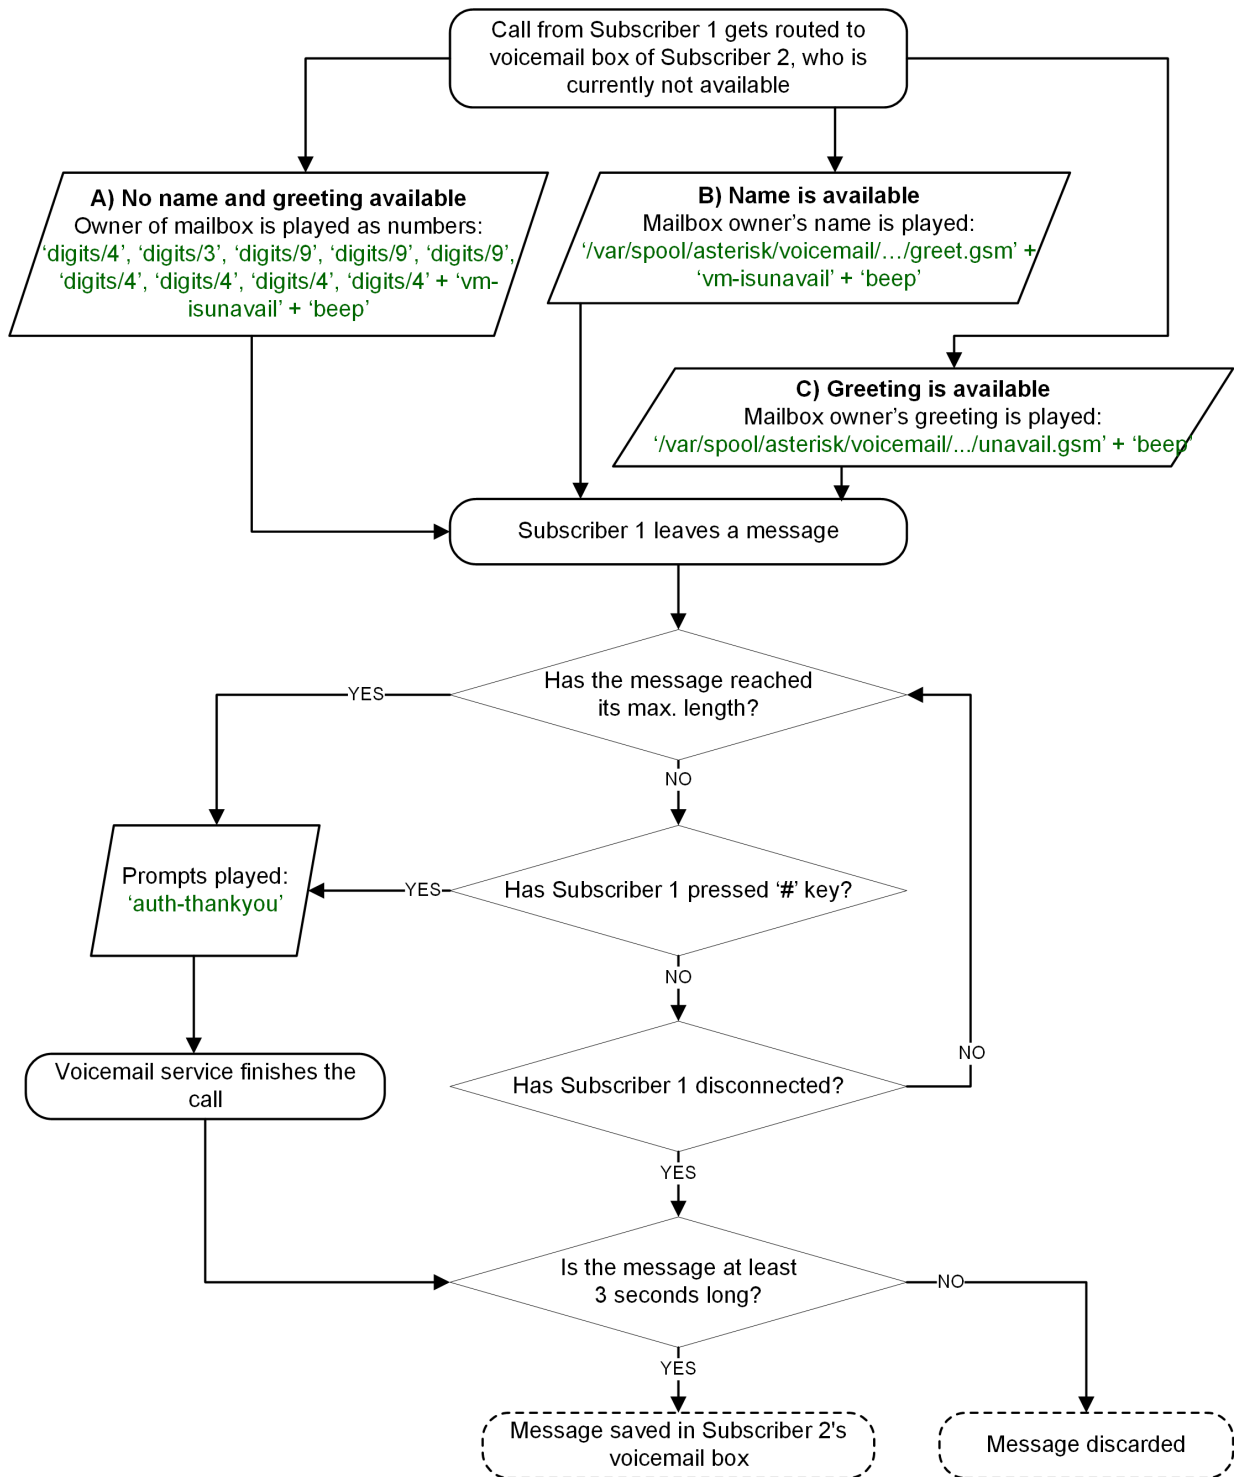 Call from Subscriber 1 gets routed to
voicemail box of Subscriber 2, who is
currently not available
A) No name and greeting available
Owner of mailbox is played as numbers:
‘digits/4’, ‘digits/3’, ‘digits/9’, ‘digits/9’, ‘digits/9’,
‘digits/4’, ‘digits/4’, ‘digits/4’, ‘digits/4’ + ‘vm-
isunavail’ + ‘beep’
B) Name is available
Mailbox owner’s name is played:
‘/var/spool/asterisk/voicemail/…/greet.gsm’ +
‘vm-isunavail’ + ‘beep’
C) Greeting is available
Mailbox owner’s greeting is played:
‘/var/spool/asterisk/voicemail/…/unavail.gsm’ + ‘beep’
Subscriber 1 leaves a message
Has the message reached
its max. length?
YES
NO
Prompts played:
‘auth-thankyou’
YES
Has Subscriber 1 pressed ‘#’ key?
NO
Voicemail service finishes the
call
Has Subscriber 1 disconnected?
NO
YES
Is the message at least
3 seconds long?
NO
YES
Message saved in Subscriber 2's
voicemail box
Message discarded